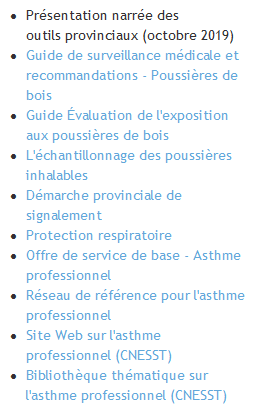 Présentation narrée des
outils provinciaux (octobre 2019)
Guide de surveillance médicale et
recommandations - Poussières de
bois
Guide Évaluation de l'exposition
aux poussières de bois
L'échantillonnage des poussières
inhalables
Démarche provinciale de
signalement
Protection respiratoire
Offre de service de base - Asthme
professionnel
Réseau de référence pour l'asthme
professionnel
Site Web sur l'asthme
professionnel (CNESST)
Bibliothèque thématique sur
l'asthme professionnel (CNESST)